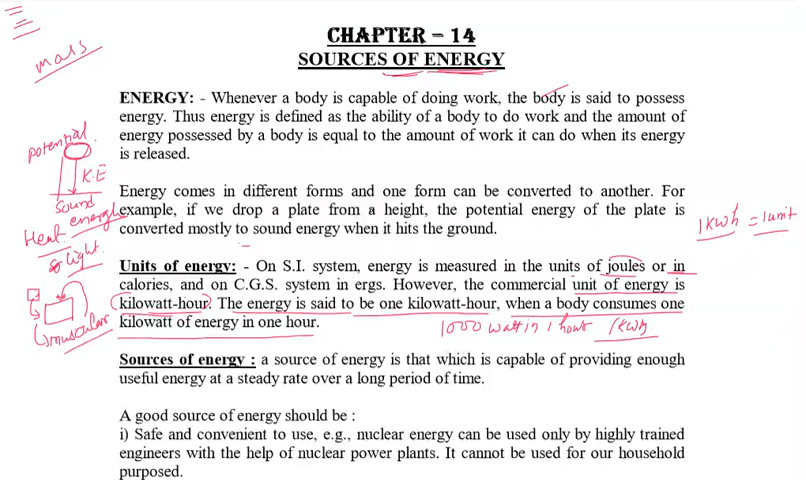 CHAPTER – 14
SOURCES OF ENERGY
mass
ENERGY: - Whenever a body is capable of doing work, the body is said to possess
energy. Thus energy is defined as the ability of a body to do work and the amount of
energy possessed by a body is equal to the amount of work it can do when its energy
is released.
potential
K.E
sound
energy
Heat
light
Energy comes in different forms and one form can be converted to another. For
example, if we drop a plate from a height, the potential energy of the plate is
converted mostly to sound energy when it hits the ground.
1 kwh = 1 unit
Units of energy: - On S.I. system, energy is measured in the units of joules or in
calories, and on C.G.S. system in ergs. However, the commercial unit of energy is
kilowatt-hour. The energy is said to be one kilowatt-hour, when a body consumes one
kilowatt of energy in one hour.
1000 watt in 1 hour 1 kwh
muscular
Sources of energy : a source of energy is that which is capable of providing enough
useful energy at a steady rate over a long period of time.
A good source of energy should be :
i) Safe and convenient to use, e.g., nuclear energy can be used only by highly trained
engineers with the help of nuclear power plants. It cannot be used for our household
purposed.